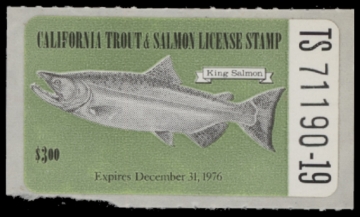 CALIFORNIA TROUT & SALMON LICENSE STAMP
King Salmon
$3.00
Expires December 31, 1976
TS 71190-19